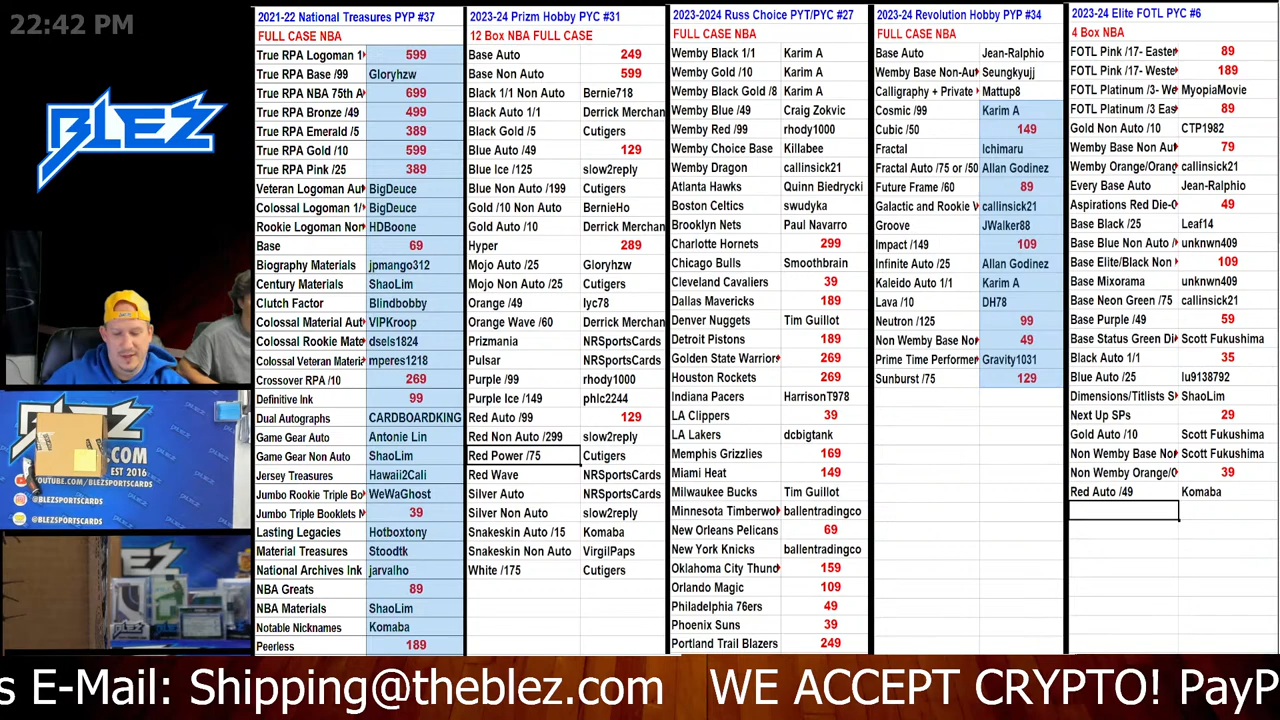 22:42 PM
BLEZ
BLEZ
.COM
EST 2016
YOUTUBE.COM/BLEZSPORTSCARDS
@BLEZSPORTSCARDS
@BLEZSPORTSCARDS
2021-22 National Treasures PYP #37
FULL CASE NBA
True RPA Logoman 1 599
True RPA Base /99 Gloryhzw
True RPA NBA 75th A 699
True RPA Bronze /49 499
True RPA Emerald /5 389
True RPA Gold /10 599
True RPA Pink /25 389
Veteran Logoman Au BigDeuce
Colossal Logoman 1/ BigDeuce
Rookie Logoman Non HDBoone
Base 69
Biography Materials jpmango312
Century Materials ShaoLim
Clutch Factor Blindbobby
Colossal Material Aut VIPKroop
Colossal Rookie Mate dsels1824
Colossal Veteran Materi mperes1218
Crossover RPA /10 269
Definitive Ink 99
Dual Autographs CARDBOARDKING
Game Gear Auto Antonie Lin
Game Gear Non Auto ShaoLim
Jersey Treasures Hawaii2Cali
Jumbo Rookie Triple Bo WeWaGhost
Jumbo Triple Booklets N 39
Lasting Legacies Hotboxtony
Material Treasures Stoodtk
National Archives Ink jarvalho
NBA Greats 89
NBA Materials ShaoLim
Notable Nicknames Komaba
Peerless 189
2023-24 Prizm Hobby PYC #31
12 Box NBA FULL CASE
Base Auto 249
Base Non Auto 599
Black 1/1 Non Auto Bernie718
Black Auto 1/1 Derrick Merchan
Black Gold /5 Cutigers
Blue Auto /49 129
Blue Ice /125 slow2reply
Blue Non Auto /199 Cutigers
Gold /10 Non Auto BernieHo
Gold Auto /10 Derrick Merchan
Hyper 289
Mojo Auto /25 Gloryhzw
Mojo Non Auto /25 Cutigers
Orange /49 lyc78
Orange Wave /60 Derrick Merchan
Prizmania NRSportsCards
Pulsar NRSportsCards
Purple /99 rhody1000
Purple Ice /149 phlc2244
Red Auto /99 129
Red Non Auto /299 slow2reply
Red Power /75 Cutigers
Red Wave NRSportsCards
Silver Auto NRSportsCards
Silver Non Auto slow2reply
Snakeskin Auto /15 Komaba
Snakeskin Non Auto VirgilPaps
White /175 Cutigers
2023-2024 Russ Choice PYT/PYC #27
FULL CASE NBA
Wemby Black 1/1 Karim A
Wemby Gold /10 Karim A
Wemby Black Gold /8 Karim A
Wemby Blue /49 Craig Zokvic
Wemby Red /99 rhody1000
Wemby Choice Base Killabee
Wemby Dragon callinsick21
Atlanta Hawks Quinn Biedrycki
Boston Celtics swudyka
Brooklyn Nets Paul Navarro
Charlotte Hornets 299
Chicago Bulls Smoothbrain
Cleveland Cavaliers 39
Dallas Mavericks 189
Denver Nuggets Tim Guillot
Detroit Pistons 189
Golden State Warrior 269
Houston Rockets 269
Indiana Pacers HarrisonT978
LA Clippers 39
LA Lakers dcbigtank
Memphis Grizzlies 169
Miami Heat 149
Milwaukee Bucks Tim Guillot
Minnesota Timberwo ballentradingco
New Orleans Pelicans 69
New York Knicks ballentradingco
Oklahoma City Thund 159
Orlando Magic 109
Philadelphia 76ers 49
Phoenix Suns 39
Portland Trail Blazers 249
2023-24 Revolution Hobby PYP #34
FULL CASE NBA
Base Auto Jean-Ralphio
Wemby Base Non-Au Seungkyujj
Calligraphy + Private Mattup8
Cosmic /99 Karim A
Cubic /50 149
Fractal Ichimaru
Fractal Auto /75 or /50 Allan Godinez
Future Frame /60 89
Galactic and Rookie V callinsick21
Groove JWalker88
Impact /149 109
Infinite Auto /25 Allan Godinez
Kaleido Auto 1/1 Karim A
Lava /10 DH78
Neutron /125 99
Non Wemby Base No 49
Prime Time Performer Gravity1031
Sunburst /75 129
2023-24 Elite FOTL PYC #6
4 Box NBA
FOTL Pink /17- Easter 89
FOTL Pink /17- Weste 189
FOTL Platinum /3- We MyopiaMovie
FOTL Platinum /3 Eas 89
Gold Non Auto /10 CTP1982
Wemby Base Non Au 79
Wemby Orange/Oran callinsick21
Every Base Auto Jean-Ralphio
Aspirations Red Die-C 49
Base Black /25 Leaf14
Base Blue Non Auto / unknwn409
Base Elite/Black Non 109
Base Mixorama unknwn409
Base Neon Green /75 callinsick21
Base Purple /49 59
Base Status Green Di Scott Fukushima
Black Auto 1/1 35
Blue Auto /25 lu9138792
Dimensions/Titlists S ShaoLim
Next Up SPs 29
Gold Auto /10 Scott Fukushima
Non Wemby Base No Scott Fukushima
Non Wemby Orange/O 39
Red Auto /49 Komaba
s E-Mail: Shipping@theblez.com WE ACCEPT CRYPTO! PayP